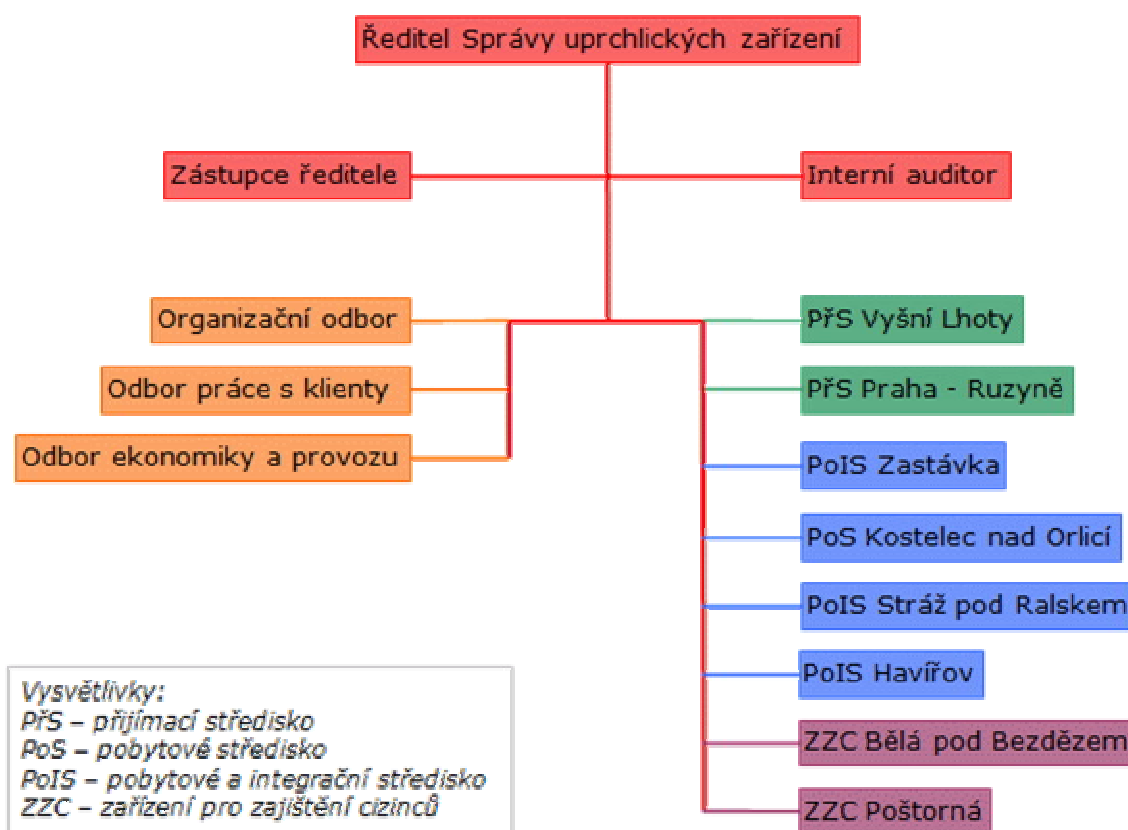 Ředitel Správy uprchlických zařízení
Zástupce ředitele
Interní auditor
Organizační odbor
Odbor práce s klienty
Odbor ekonomiky a provozu
PřS Vyšní Lhoty
PřS Praha - Ruzyně
PoIS Zastávka
PoS Kostelec nad Orlicí
PoIS Stráž pod Ralskem
PoIS Havířov
ZZC Bělá pod Bezdězem
ZZC Poštorná
Vysvětlivky:
PřS – přijímací středisko
PoS – pobytové středisko
PoIS – pobytové a integrační středisko
ZZC – zařízení pro zajištění cizinců